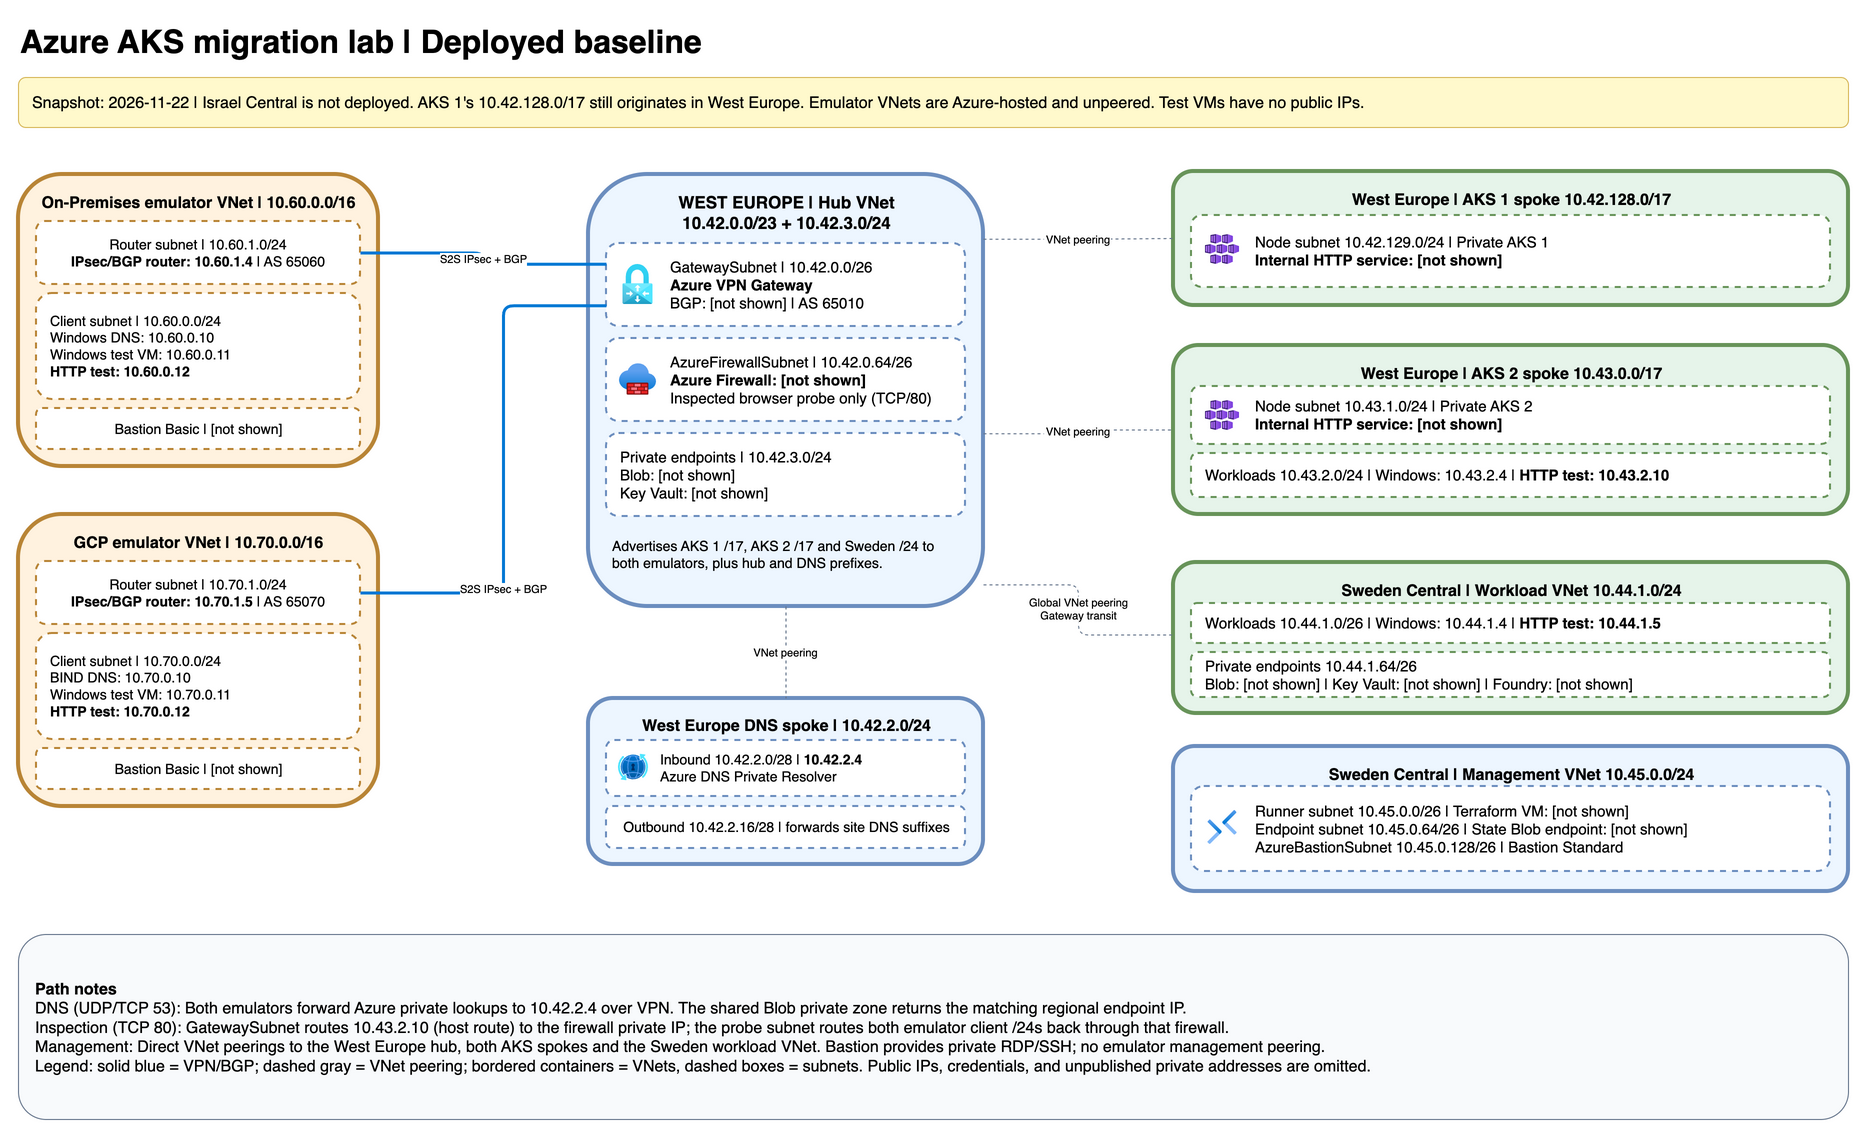 Azure AKS migration lab | Deployed baseline
Snapshot: 2026-11-22 | Israel Central is not deployed. AKS 1's 10.42.128.0/17 still originates in West Europe. Emulator VNets are Azure-hosted and unpeered. Test VMs have no public IPs.
On-Premises emulator VNet | 10.60.0.0/16
Router subnet | 10.60.1.0/24
IPsec/BGP router: 10.60.1.4 | AS 65060
Client subnet | 10.60.0.0/24
Windows DNS: 10.60.0.10
Windows test VM: 10.60.0.11
HTTP test: 10.60.0.12
Bastion Basic | [not shown]
GCP emulator VNet | 10.70.0.0/16
Router subnet | 10.70.1.0/24
IPsec/BGP router: 10.70.1.5 | AS 65070
Client subnet | 10.70.0.0/24
BIND DNS: 10.70.0.10
Windows test VM: 10.70.0.11
HTTP test: 10.70.0.12
Bastion Basic | [not shown]
S2S IPsec + BGP
S2S IPsec + BGP
WEST EUROPE | Hub VNet
10.42.0.0/23 + 10.42.3.0/24
GatewaySubnet | 10.42.0.0/26
Azure VPN Gateway
BGP: [not shown] | AS 65010
AzureFirewallSubnet | 10.42.0.64/26
Azure Firewall: [not shown]
Inspected browser probe only (TCP/80)
Private endpoints | 10.42.3.0/24
Blob: [not shown]
Key Vault: [not shown]
Advertises AKS 1 /17, AKS 2 /17 and Sweden /24 to
both emulators, plus hub and DNS prefixes.
VNet peering
West Europe DNS spoke | 10.42.2.0/24
Inbound 10.42.2.0/28 | 10.42.2.4
Azure DNS Private Resolver
Outbound 10.42.2.16/28 | forwards site DNS suffixes
VNet peering
VNet peering
Global VNet peering
Gateway transit
West Europe | AKS 1 spoke 10.42.128.0/17
Node subnet 10.42.129.0/24 | Private AKS 1
Internal HTTP service: [not shown]
West Europe | AKS 2 spoke 10.43.0.0/17
Node subnet 10.43.1.0/24 | Private AKS 2
Internal HTTP service: [not shown]
Workloads 10.43.2.0/24 | Windows: 10.43.2.4 | HTTP test: 10.43.2.10
Sweden Central | Workload VNet 10.44.1.0/24
Workloads 10.44.1.0/26 | Windows: 10.44.1.4 | HTTP test: 10.44.1.5
Private endpoints 10.44.1.64/26
Blob: [not shown] | Key Vault: [not shown] | Foundry: [not shown]
Sweden Central | Management VNet 10.45.0.0/24
Runner subnet 10.45.0.0/26 | Terraform VM: [not shown]
Endpoint subnet 10.45.0.64/26 | State Blob endpoint: [not shown]
AzureBastionSubnet 10.45.0.128/26 | Bastion Standard
Path notes
DNS (UDP/TCP 53): Both emulators forward Azure private lookups to 10.42.2.4 over VPN. The shared Blob private zone returns the matching regional endpoint IP.
Inspection (TCP 80): GatewaySubnet routes 10.43.2.10 (host route) to the firewall private IP; the probe subnet routes both emulator client /24s back through that firewall.
Management: Direct VNet peerings to the West Europe hub, both AKS spokes and the Sweden workload VNet. Bastion provides private RDP/SSH; no emulator management peering.
Legend: solid blue = VPN/BGP; dashed gray = VNet peering; bordered containers = VNets, dashed boxes = subnets. Public IPs, credentials, and unpublished private addresses are omitted.